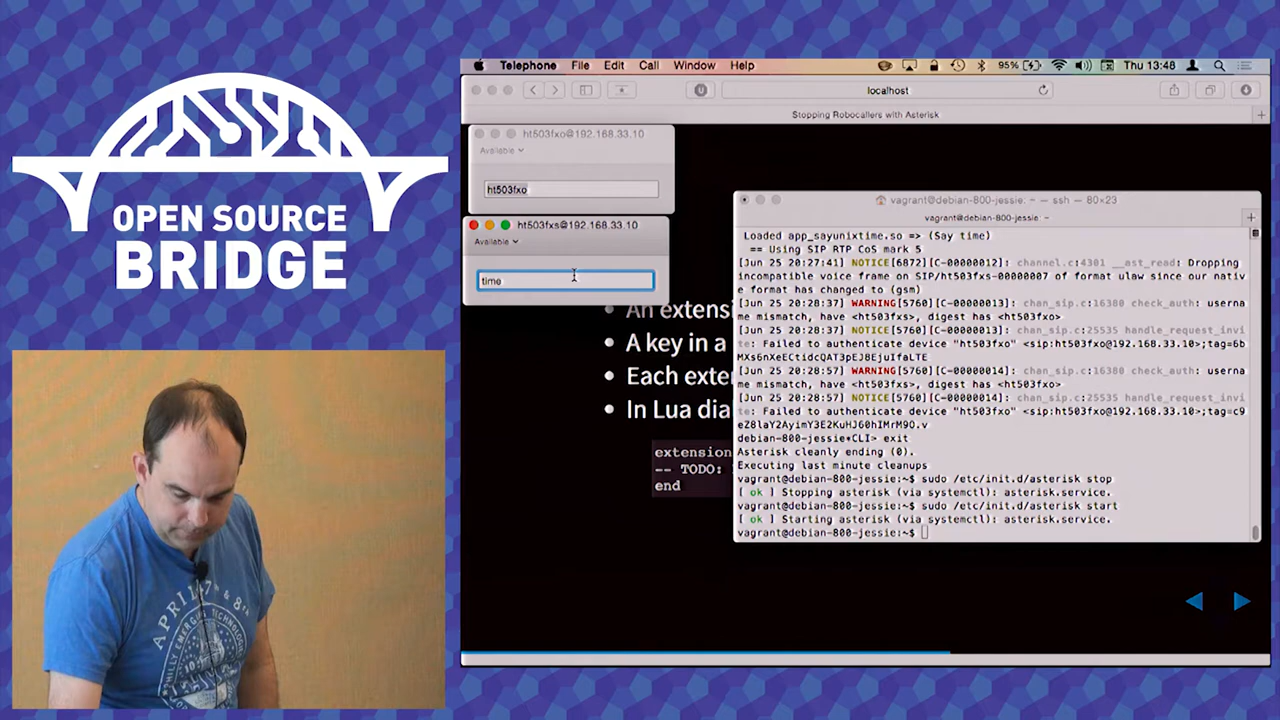 OPEN SOURCE
BRIDGE
Telephone File Edit Call Window Help
95% Thu 13:48
localhost
Stopping Robocallers with Asterisk
ht503fxo@192.168.33.10
Available
ht503fxo
ht503fxs@192.168.33.10
Available
time
An extensi
A key in a
Each exte
In Lua dia
extension
-- TODO:
end
vagrant@debian-800-jessie: ~ — ssh — 80×23
vagrant@debian-800-jessie: ~
Loaded app_sayunixtime.so => (Say time)
== Using SIP RTP CoS mark 5
[Jun 25 20:27:41] NOTICE[6872][C-00000012]: channel.c:4301 __ast_read: Dropping
incompatible voice frame on SIP/ht503fxs-00000007 of format ulaw since our nativ
e format has changed to (gsm)
[Jun 25 20:28:37] WARNING[5760][C-00000013]: chan_sip.c:16380 check_auth: userna
me mismatch, have <ht503fxs>, digest has <ht503fxo>
[Jun 25 20:28:37] NOTICE[5760][C-00000013]: chan_sip.c:25535 handle_request_invi
te: Failed to authenticate device "ht503fxo" <sip:ht503fxo@192.168.33.10>;tag=6b
[Jun 25 20:28:57] WARNING[5760][C-00000014]: chan_sip.c:16380 check_auth: userna
me mismatch, have <ht503fxs>, digest has <ht503fxo>
[Jun 25 20:28:57] NOTICE[5760][C-00000014]: chan_sip.c:25535 handle_request_invi
te: Failed to authenticate device "ht503fxo" <sip:ht503fxo@192.168.33.10>;tag=c9
debian-800-jessie*CLI> exit
Asterisk cleanly ending (0).
Executing last minute cleanups
vagrant@debian-800-jessie:~$ sudo /etc/init.d/asterisk stop
[ ok ] Stopping asterisk (via systemctl): asterisk.service.
vagrant@debian-800-jessie:~$ sudo /etc/init.d/asterisk start
[ ok ] Starting asterisk (via systemctl): asterisk.service.
vagrant@debian-800-jessie:~$
APRIL 7TH & 8TH
PHILLY EMERGING TECHNOLOGY